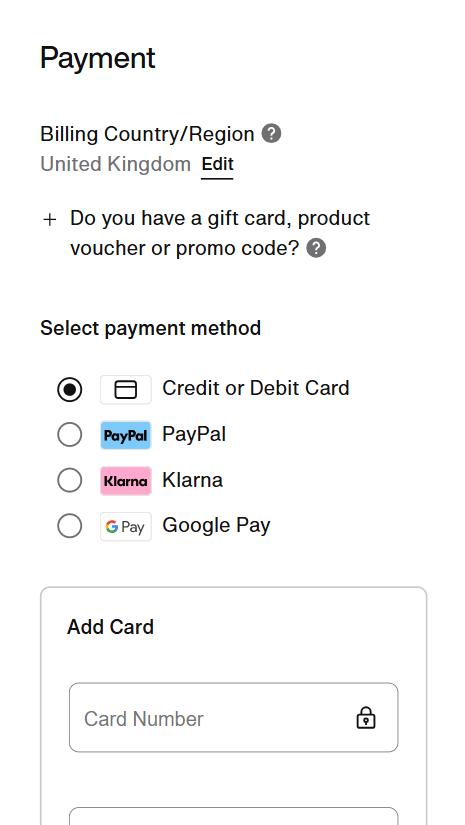 Payment
Billing Country/Region ?
United Kingdom Edit
+ Do you have a gift card, product
voucher or promo code? ?
Select payment method
Credit or Debit Card
PayPal PayPal
Klarna Klarna
G Pay Google Pay
Add Card
Card Number